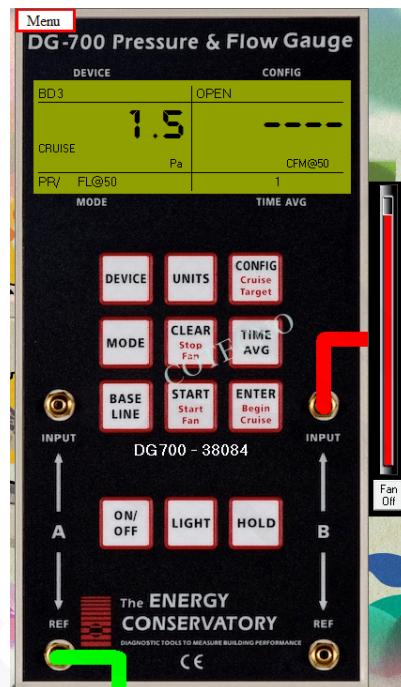 Menu
DG-700 Pressure & Flow Gauge
DEVICE CONFIG
BD3 OPEN
1.5 ----
CRUISE
Pa CFM@50
PR/ FL@50 1
MODE TIME AVG
DEVICE UNITS CONFIG
Cruise
Target
MODE CLEAR TIME
Stop AVG
Fan
BASE START ENTER
LINE Start Begin
Fan Cruise
INPUT INPUT
DG700 - 38084
Fan
Off
ON/
OFF LIGHT HOLD
A B
The ENERGY
CONSERVATORY
REF REF
DIAGNOSTIC TOOLS TO MEASURE BUILDING PERFORMANCE
CE